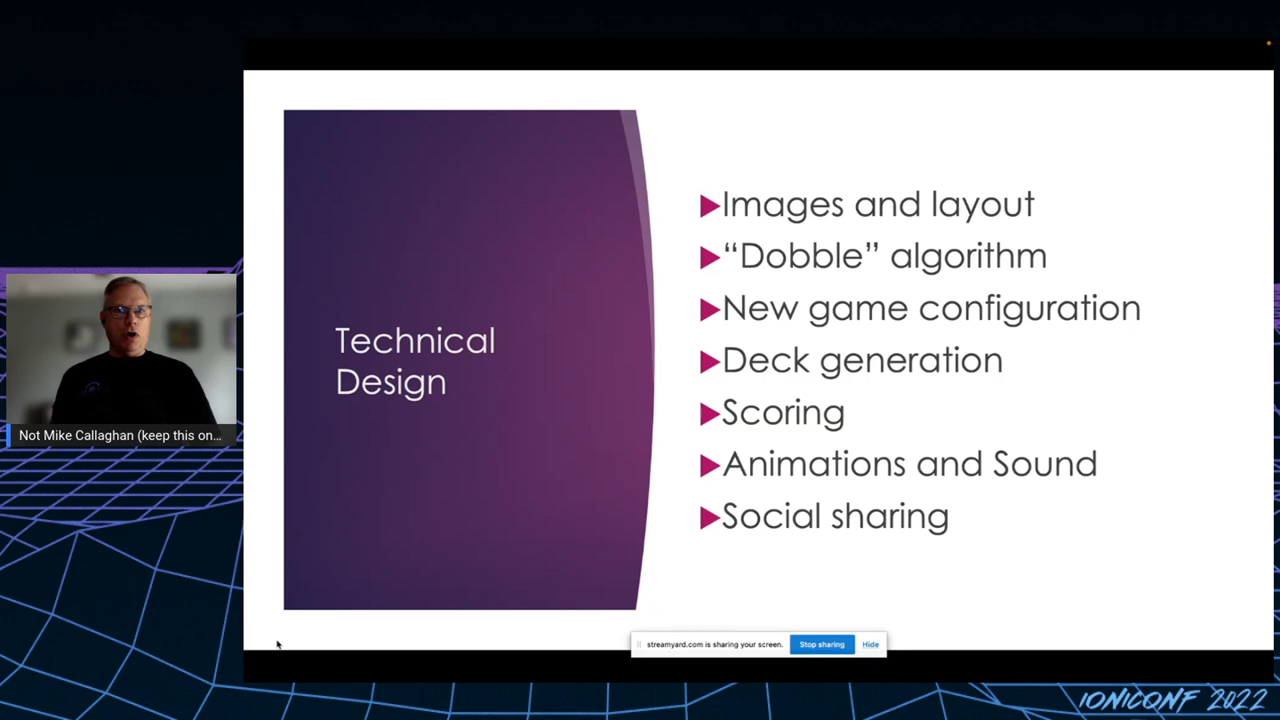 Technical
Design
Images and layout
“Dobble” algorithm
New game configuration
Deck generation
Scoring
Animations and Sound
Social sharing
Not Mike Callaghan (keep this on...
streamyard.com is sharing your screen. Stop sharing Hide
IONICONF 2022